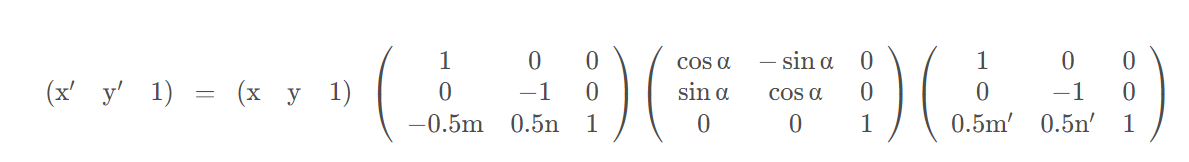 (x′ y′ 1) = (x y 1) ( 1 0 0 ) ( cos α − sin α 0 ) ( 1 0 0 )
( 0 −1 0 ) ( sin α cos α 0 ) ( 0 −1 0 )
( −0.5m 0.5n 1 ) ( 0 0 1 ) ( 0.5m′ 0.5n′ 1 )